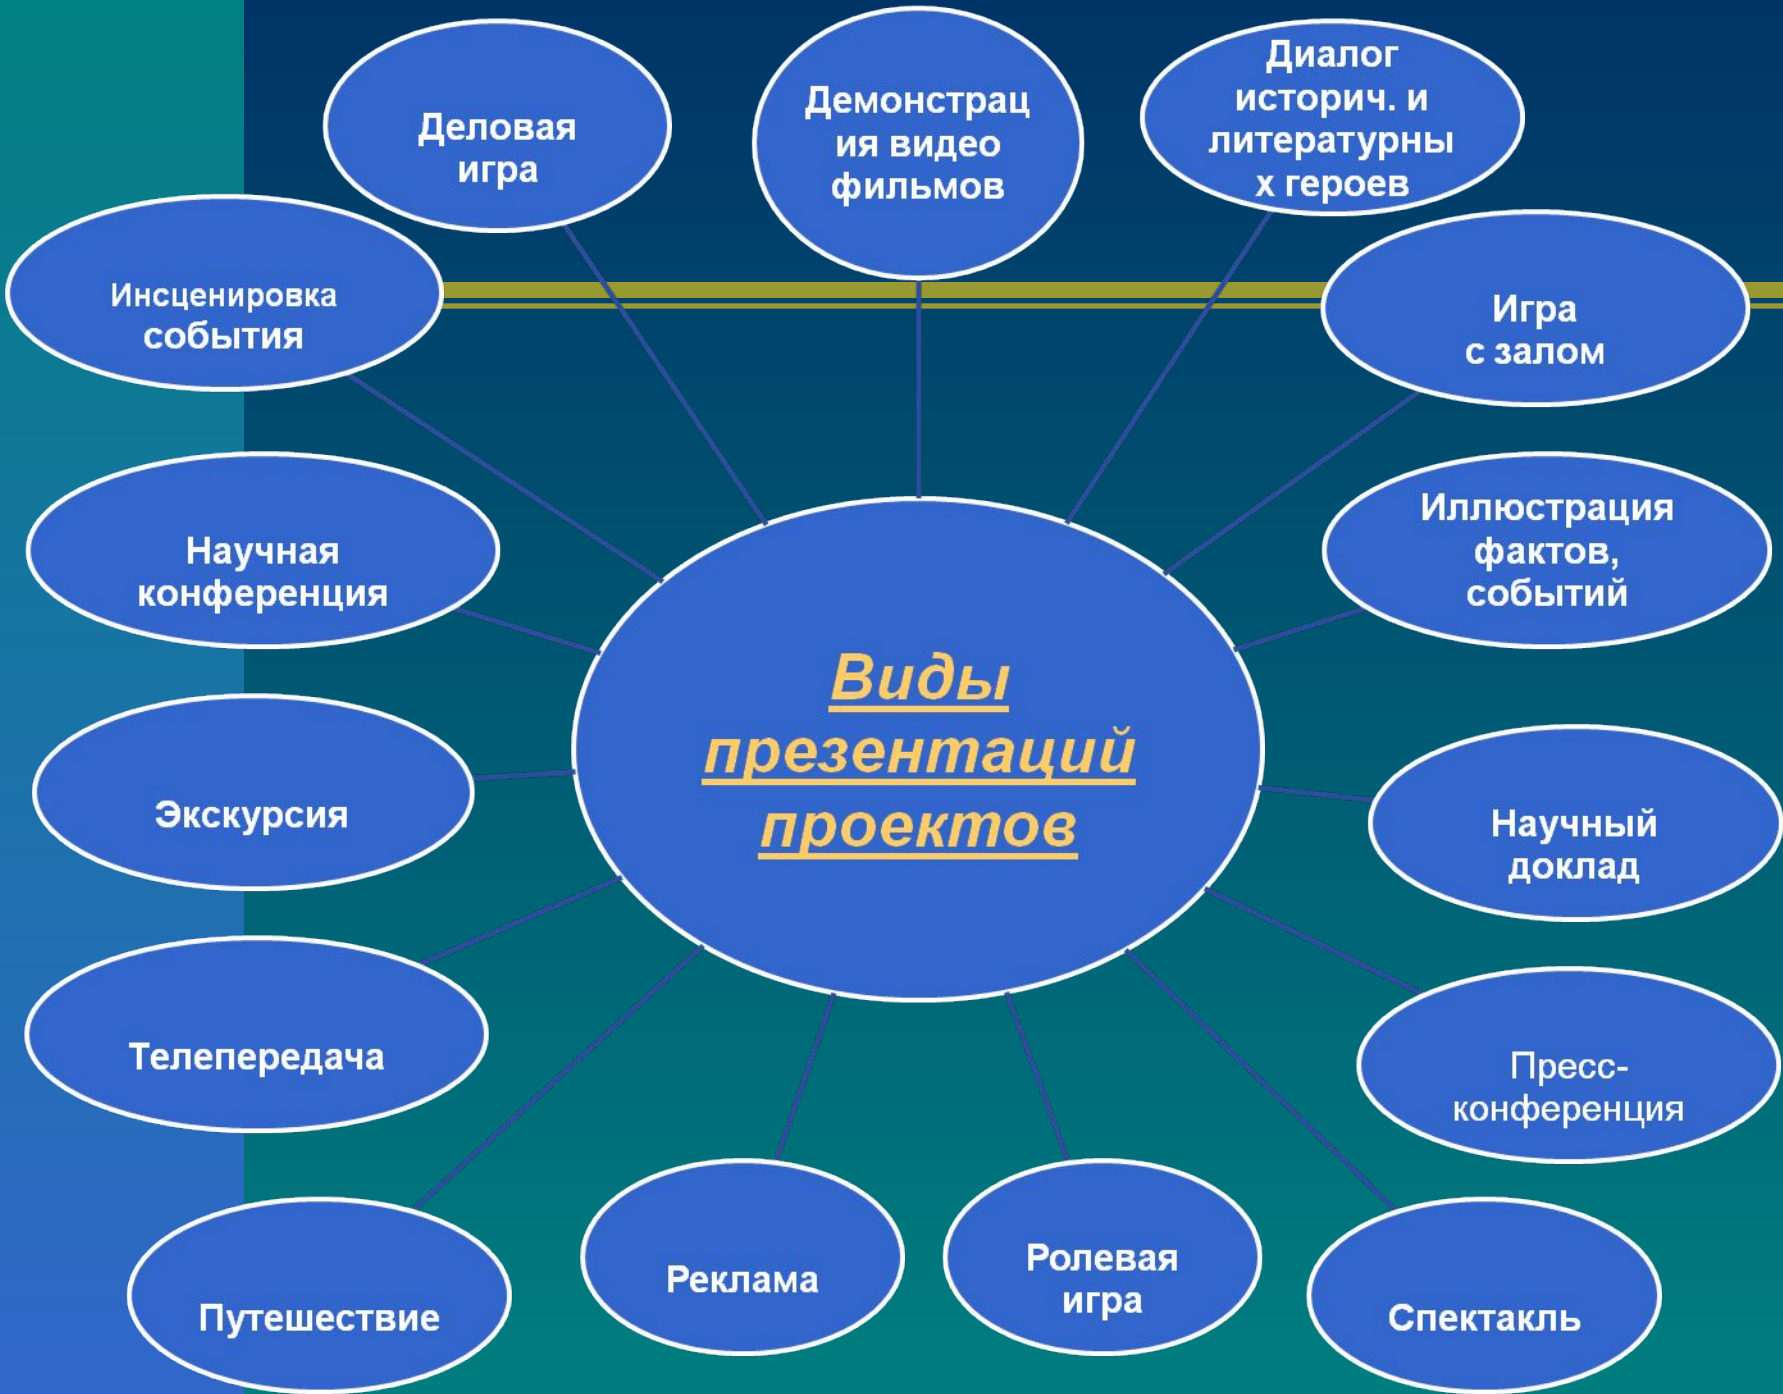 Деловая
игра
Демонстрац
ия видео
фильмов
Диалог
историч. и
литературны
х героев
Инсценировка
события
Игра
с залом
Научная
конференция
Иллюстрация
фактов,
событий
Виды
презентаций
проектов
Экскурсия
Научный
доклад
Телепередача
Пресс-
конференция
Путешествие
Реклама
Ролевая
игра
Спектакль